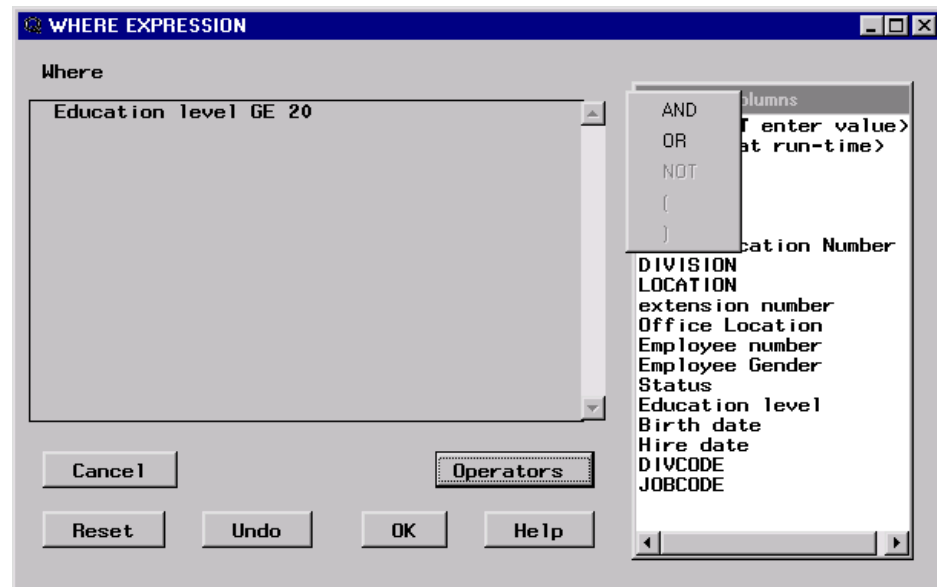 WHERE EXPRESSION
Where
Education level GE 20
AND
OR
NOT
(
)
enter value>
at run-time>
Number
DIVISION
LOCATION
extension number
Office Location
Employee number
Employee Gender
Status
Education level
Birth date
Hire date
DIVCODE
JOBCODE
Cancel
Operators
Reset
Undo
OK
Help